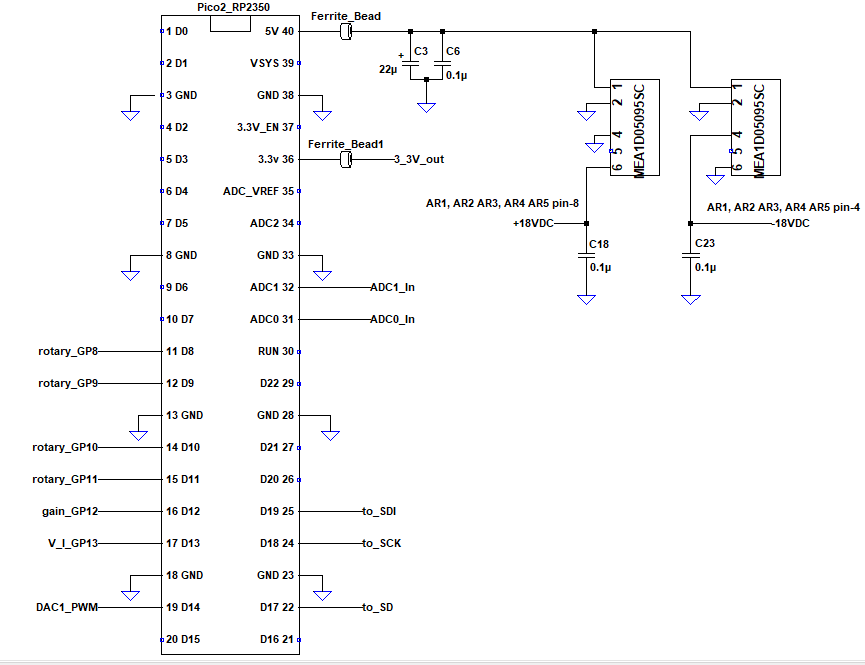 Pico2_RP2350
Ferrite_Bead
1 D0
5V 40
C3
C6
+
22µ
0.1µ
2 D1
VSYS 39
1
2
4
5
6
MEA1D05095SC
1
2
4
5
6
MEA1D05095SC
3 GND
GND 38
4 D2
3.3V_EN 37
Ferrite_Bead1
5 D3
3.3v 36
3_3V_out
6 D4
ADC_VREF 35
AR1, AR2 AR3, AR4 AR5 pin-8
AR1, AR2 AR3, AR4 AR5 pin-4
7 D5
ADC2 34
+18VDC
-18VDC
C18
C23
8 GND
GND 33
0.1µ
0.1µ
9 D6
ADC1 32
ADC1_In
10 D7
ADC0 31
ADC0_In
rotary_GP8
11 D8
RUN 30
rotary_GP9
12 D9
D22 29
13 GND
GND 28
rotary_GP10
14 D10
D21 27
rotary_GP11
15 D11
D20 26
gain_GP12
16 D12
D19 25
to_SDI
V_I_GP13
17 D13
D18 24
to_SCK
18 GND
GND 23
DAC1_PWM
19 D14
D17 22
to_SD
20 D15
D16 21